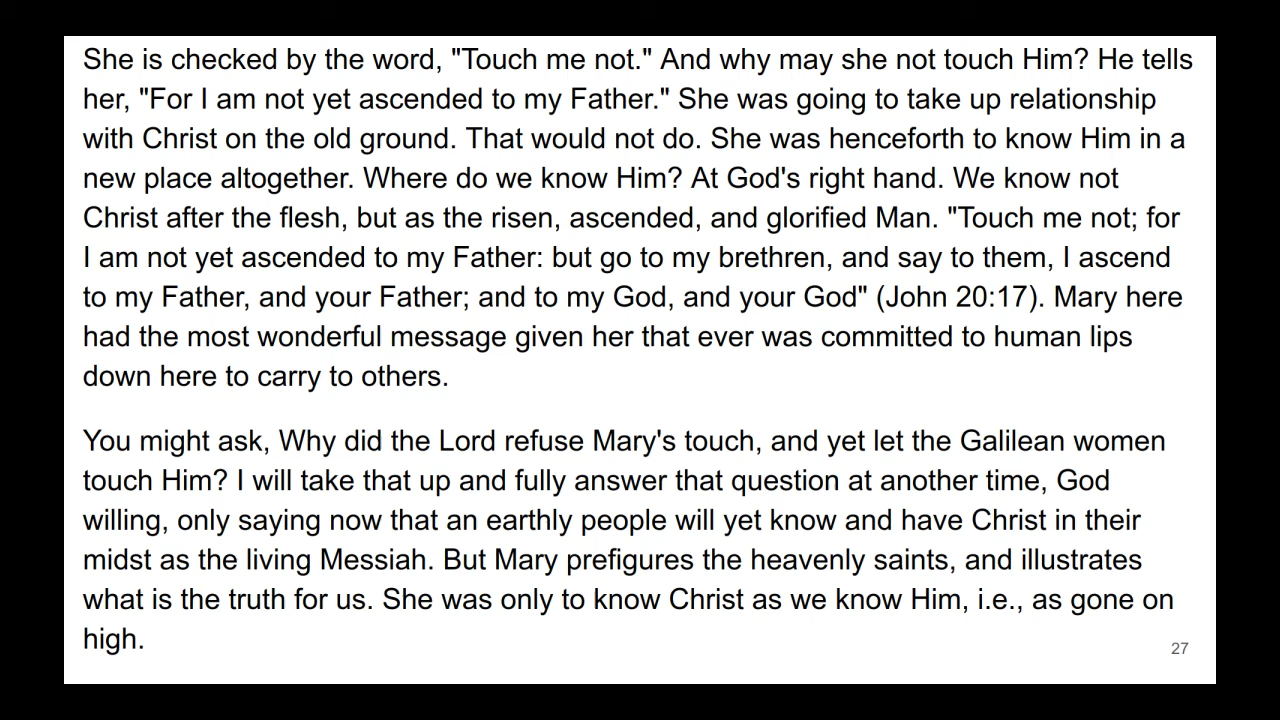 She is checked by the word, "Touch me not." And why may she not touch Him? He tells
her, "For I am not yet ascended to my Father." She was going to take up relationship
with Christ on the old ground. That would not do. She was henceforth to know Him in a
new place altogether. Where do we know Him? At God's right hand. We know not
Christ after the flesh, but as the risen, ascended, and glorified Man. "Touch me not; for
I am not yet ascended to my Father: but go to my brethren, and say to them, I ascend
to my Father, and your Father; and to my God, and your God" (John 20:17). Mary here
had the most wonderful message given her that ever was committed to human lips
down here to carry to others.
You might ask, Why did the Lord refuse Mary's touch, and yet let the Galilean women
touch Him? I will take that up and fully answer that question at another time, God
willing, only saying now that an earthly people will yet know and have Christ in their
midst as the living Messiah. But Mary prefigures the heavenly saints, and illustrates
what is the truth for us. She was only to know Christ as we know Him, i.e., as gone on
high.
27